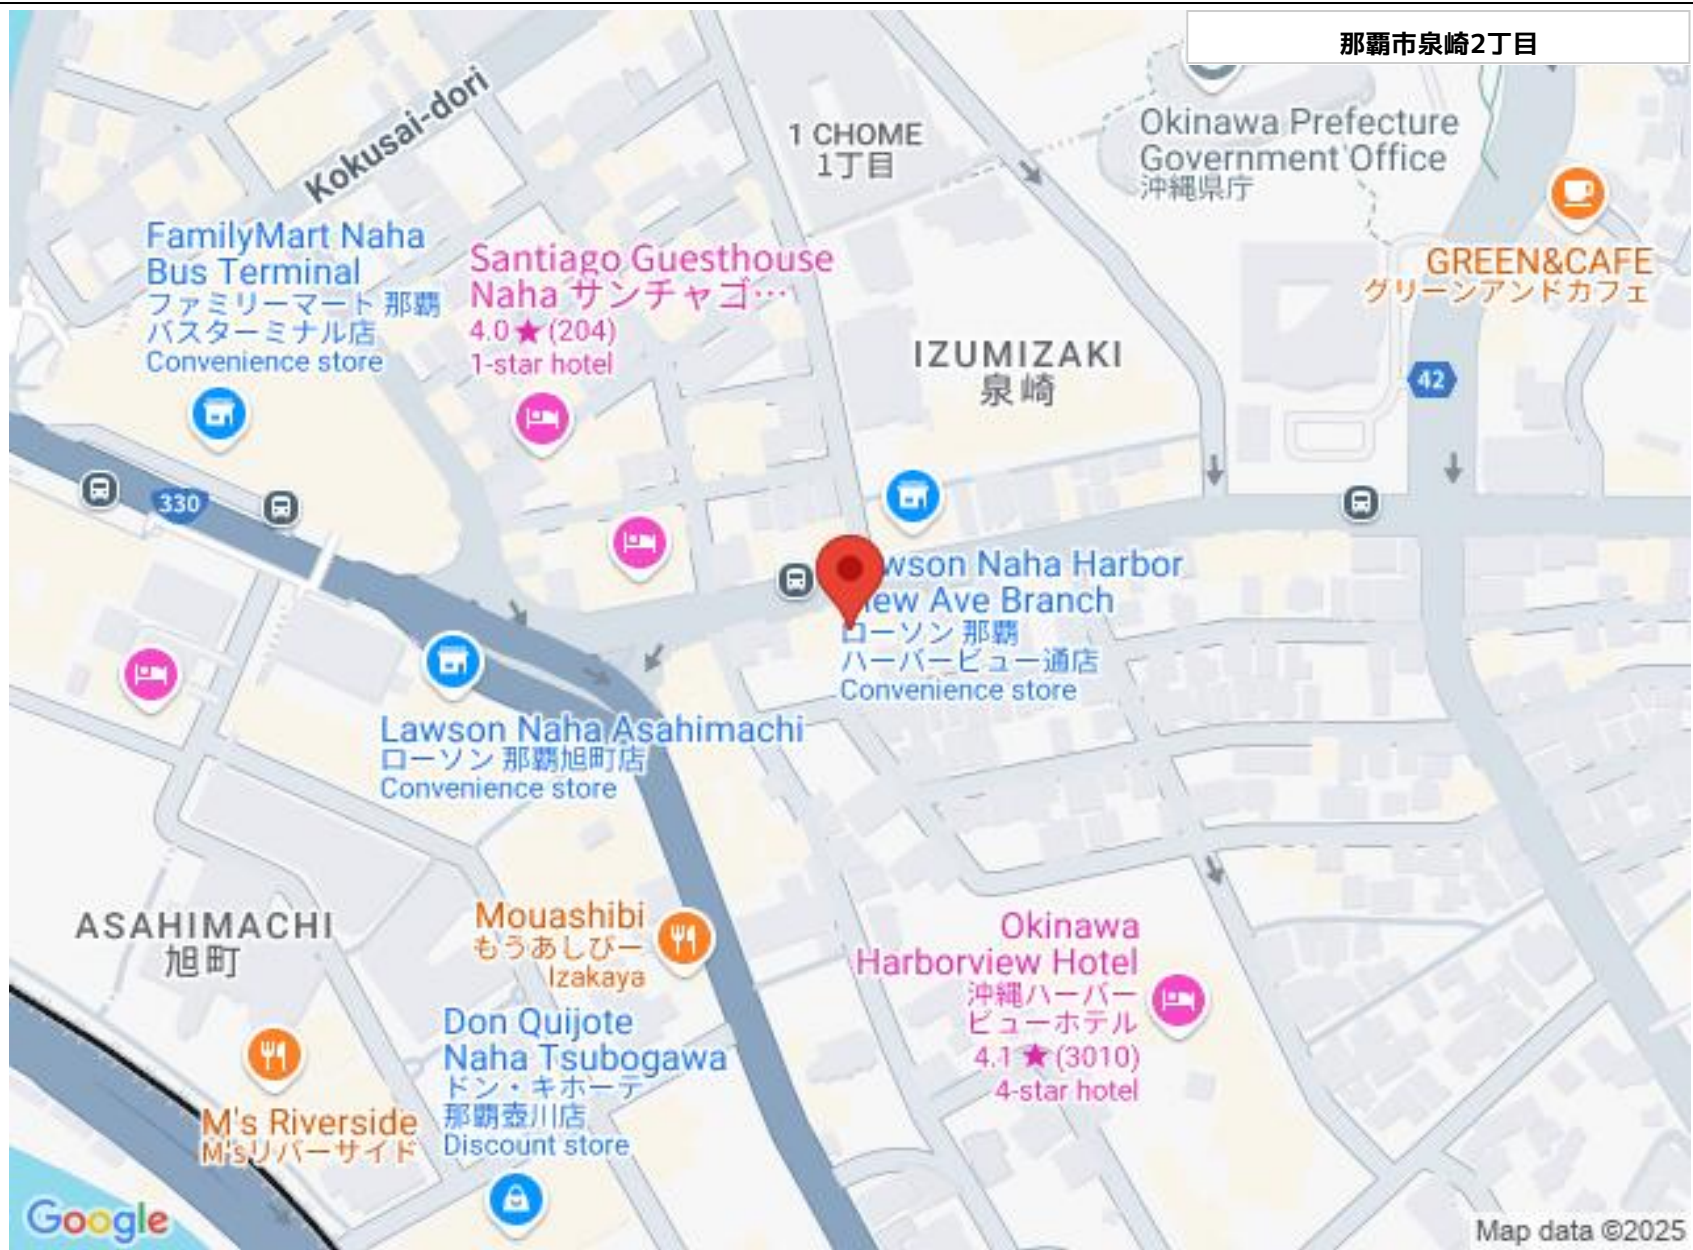 那覇市泉崎2丁目
Kokusai-dori
1 CHOME
1丁目
Okinawa Prefecture
Government Office
沖縄県庁
FamilyMart Naha
Bus Terminal
ファミリーマート 那覇
バスターミナル店
Convenience store
Santiago Guesthouse
Naha サンチャゴ…
4.0★(204)
1-star hotel
GREEN&CAFE
グリーンアンドカフェ
IZUMIZAKI
泉崎
42
330
wson Naha Harbor
iew Ave Branch
ローソン 那覇
ハーバービュー通店
Convenience store
Lawson Naha Asahimachi
ローソン 那覇旭町店
Convenience store
ASAHIMACHI
旭町
Mouashibi
もうあしびー
Izakaya
Okinawa
Harborview Hotel
沖縄ハーバー
ビューホテル
4.1★(3010)
4-star hotel
Don Quijote
Naha Tsubogawa
ドン・キホーテ
那覇壺川店
Discount store
M's Riverside
M'sリバーサイド
Google
Map data ©2025